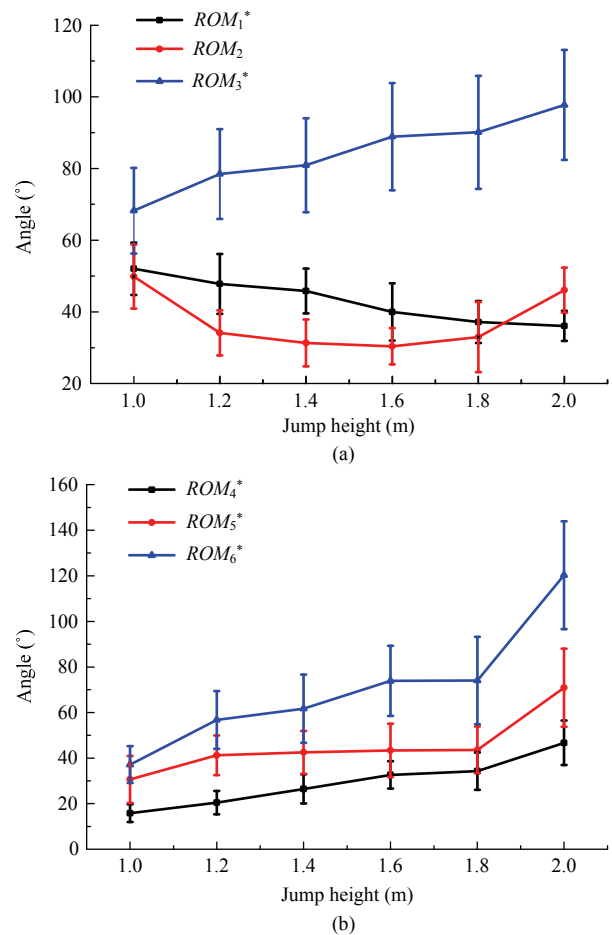 120
100
80
60
40
20
Angle (°)
ROM₁*
ROM₂
ROM₃*
1.0 1.2 1.4 1.6 1.8 2.0
Jump height (m)
(a)
160
140
120
100
80
60
40
20
0
Angle (°)
ROM₄*
ROM₅*
ROM₆*
1.0 1.2 1.4 1.6 1.8 2.0
Jump height (m)
(b)